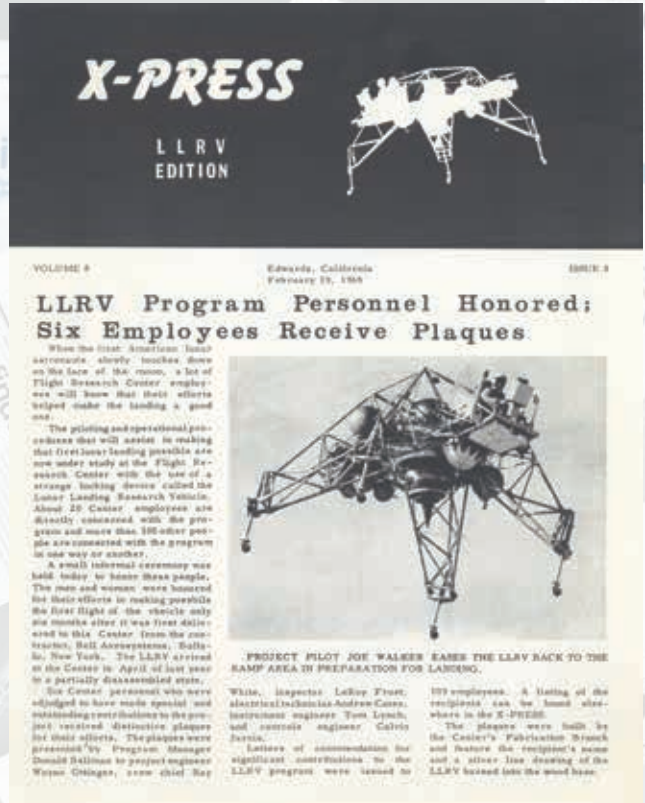 X-PRESS
L L R V
EDITION
VOLUME
Edwards, California
February
ISSUE
LLRV Program Personnel Honored;
Six Employees Receive Plaques
When the first American lunar
astronauts slowly touches down
on the face of the moon, a lot of
Flight Research Center employ-
ees will know that their efforts
helped make the landing a good
one.
The piloting and operational pro-
cedures that will assist in making
that first lunar landing possible are
now under study at the Flight Re-
search Center with the use of a
strange looking device called the
Lunar Landing Research Vehicle.
About 20 Center employees are
directly concerned with the pro-
gram and more than other peo-
ple are connected with the program
in one way or another.
A small informal ceremony was
held today to honor these people.
The men and women were honored
for their efforts in making possible
the first flight of the vehicle only
six months after it was first deliv-
ered to this Center from the con-
tractor, Bell Aerosystems, Buffa-
lo, New York. The LLRV arrived
at the Center in April of last year
in a partially disassembled state.
Six Center personnel who were
adjudged to have made special and
outstanding contributions to the pro-
ject received distinctive plaques
for their efforts. The plaques were
presented by Program Manager
Donald Bellman to project engineer
Wayne Ottinger, crew chief Ray
PROJECT PILOT JOE WALKER EASES THE LLRV BACK TO THE
RAMP AREA IN PREPARATION FOR LANDING.
White, inspector LeRoy Frost,
electrical technician Andrew
instrument engineer Tom Lynch,
and controls engineer Calvin
Jarvis.
Letters of commendation for
significant contributions to the
LLRV program were issued to
employees. A listing of the
recipients can be found else-
where in the X-PRESS.
The plaques were built by
the Center's Fabrication Branch
and feature the recipient's name
and a silver line drawing of the
LLRV burned into the wood base.